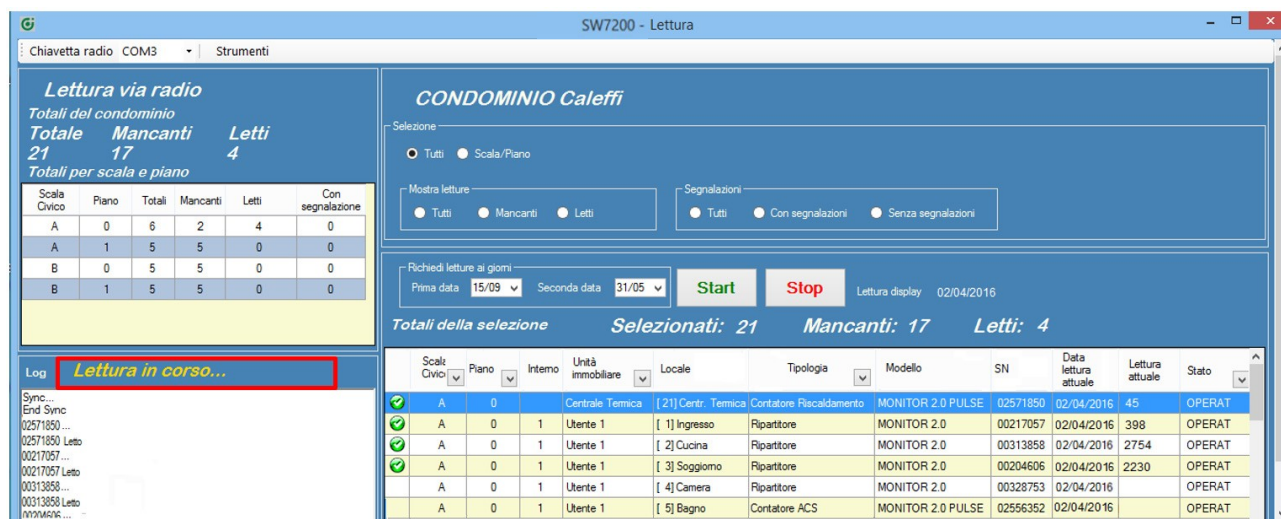 SW7200 - Lettura
Chiavetta radio COM3 Strumenti
Lettura via radio
Totali del condominio
Totale Mancanti Letti
21 17 4
Totali per scala e piano
Scala Civico Piano Totali Mancanti Letti Con segnalazione
A 0 6 2 4 0
A 1 5 5 0 0
B 0 5 5 0 0
B 1 5 5 0 0
Log Lettura in corso...
Sync...
End Sync
02571850 ...
02571850 Letto
00217057 ...
00217057 Letto
00313858...
00313858 Letto
00204606 ...
CONDOMINIO Caleffi
Selezione
Tutti Scala/Piano
Mostra letture
Tutti Mancanti Letti
Segnalazioni
Tutti Con segnalazioni Senza segnalazioni
Richiedi letture ai giorni
Prima data 15/09 Seconda data 31/05 Start Stop Lettura display 02/04/2016
Totali della selezione Selezionati: 21 Mancanti: 17 Letti: 4
Scala Civico Piano Interno Unità immobiliare Locale Tipologia Modello SN Data lettura attuale Lettura attuale Stato
A 0 Centrale Termica [ 21] Centr. Termica Contatore Riscaldamento MONITOR 2.0 PULSE 02571850 02/04/2016 45 OPERAT
A 0 1 Utente 1 [ 1] Ingresso Ripartitore MONITOR 2.0 00217057 02/04/2016 398 OPERAT
A 0 1 Utente 1 [ 2] Cucina Ripartitore MONITOR 2.0 00313858 02/04/2016 2754 OPERAT
A 0 1 Utente 1 [ 3] Soggiorno Ripartitore MONITOR 2.0 00204606 02/04/2016 2230 OPERAT
A 0 1 Utente 1 [ 4] Camera Ripartitore MONITOR 2.0 00328753 02/04/2016 OPERAT
A 0 1 Utente 1 [ 5] Bagno Contatore ACS MONITOR 2.0 PULSE 02556352 02/04/2016 OPERAT